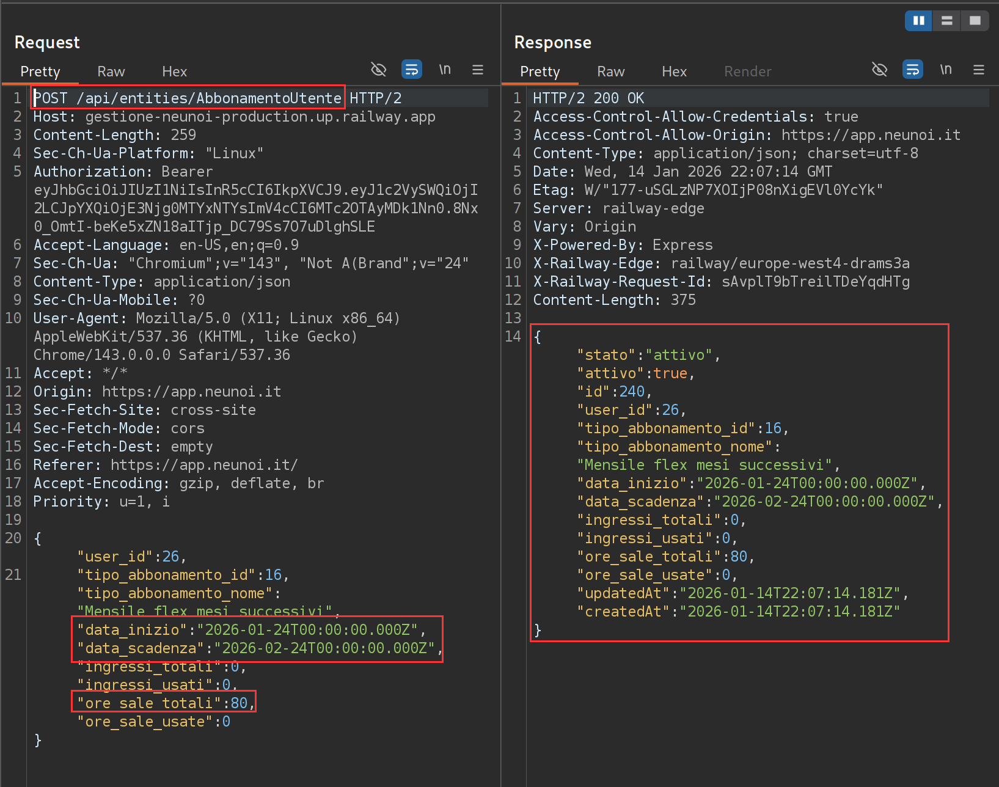 Request
Pretty Raw Hex \n
1 POST /api/entities/AbbonamentoUtente HTTP/2
2 Host: gestione-neunoi-production.up.railway.app
3 Content-Length: 259
4 Sec-Ch-Ua-Platform: "Linux"
5 Authorization: Bearer
eyJhbGciOiJIUzI1NiIsInR5cCI6IkpXVCJ9.eyJ1c2VySWQiOjI
2LCJpYXQiOjE3Njg0MTYxNTYsImV4cCI6MTc2OTAyMDk1Nn0.8Nx
0_OmtI-beKe5xZN18aITjp_DC79Ss7O7uDlghSLE
6 Accept-Language: en-US,en;q=0.9
7 Sec-Ch-Ua: "Chromium";v="143", "Not A(Brand";v="24"
8 Content-Type: application/json
9 Sec-Ch-Ua-Mobile: ?0
10 User-Agent: Mozilla/5.0 (X11; Linux x86_64)
AppleWebKit/537.36 (KHTML, like Gecko)
Chrome/143.0.0.0 Safari/537.36
11 Accept: */*
12 Origin: https://app.neunoi.it
13 Sec-Fetch-Site: cross-site
14 Sec-Fetch-Mode: cors
15 Sec-Fetch-Dest: empty
16 Referer: https://app.neunoi.it/
17 Accept-Encoding: gzip, deflate, br
18 Priority: u=1, i
19
20 {
"user_id":26,
21 "tipo_abbonamento_id":16,
"tipo_abbonamento_nome":
"Mensile flex mesi successivi",
"data_inizio":"2026-01-24T00:00:00.000Z",
"data_scadenza":"2026-02-24T00:00:00.000Z",
"ingressi_totali":0,
"ingressi_usati":0,
"ore_sale_totali":80,
"ore_sale_usate":0
}
Response
Pretty Raw Hex Render \n
1 HTTP/2 200 OK
2 Access-Control-Allow-Credentials: true
3 Access-Control-Allow-Origin: https://app.neunoi.it
4 Content-Type: application/json; charset=utf-8
5 Date: Wed, 14 Jan 2026 22:07:14 GMT
6 Etag: W/"177-uSGLzNP7XOIjP08nXigEVl0YcYk"
7 Server: railway-edge
8 Vary: Origin
9 X-Powered-By: Express
10 X-Railway-Edge: railway/europe-west4-drams3a
11 X-Railway-Request-Id: sAvplT9bTreilTDeYqdHTg
12 Content-Length: 375
13
14 {
"stato":"attivo",
"attivo":true,
"id":240,
"user_id":26,
"tipo_abbonamento_id":16,
"tipo_abbonamento_nome":
"Mensile flex mesi successivi",
"data_inizio":"2026-01-24T00:00:00.000Z",
"data_scadenza":"2026-02-24T00:00:00.000Z",
"ingressi_totali":0,
"ingressi_usati":0,
"ore_sale_totali":80,
"ore_sale_usate":0,
"updatedAt":"2026-01-14T22:07:14.181Z",
"createdAt":"2026-01-14T22:07:14.181Z"
}